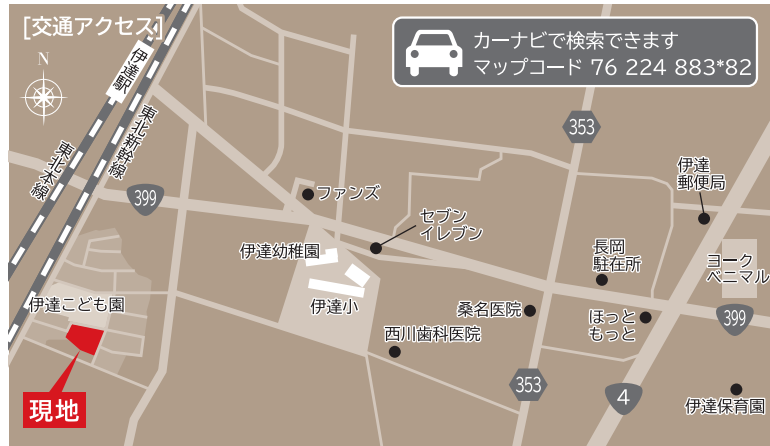 [交通アクセス]
N
カーナビで検索できます
マップコード 76 224 883*82
伊達駅
東北新幹線
東北本線
399
353
伊達
郵便局
ファンズ
セブン
イレブン
伊達幼稚園
長岡
駐在所
ヨーク
ベニマル
伊達こども園
伊達小
桑名医院
ほっと
もっと
399
西川歯科医院
353
4
現地
伊達保育園